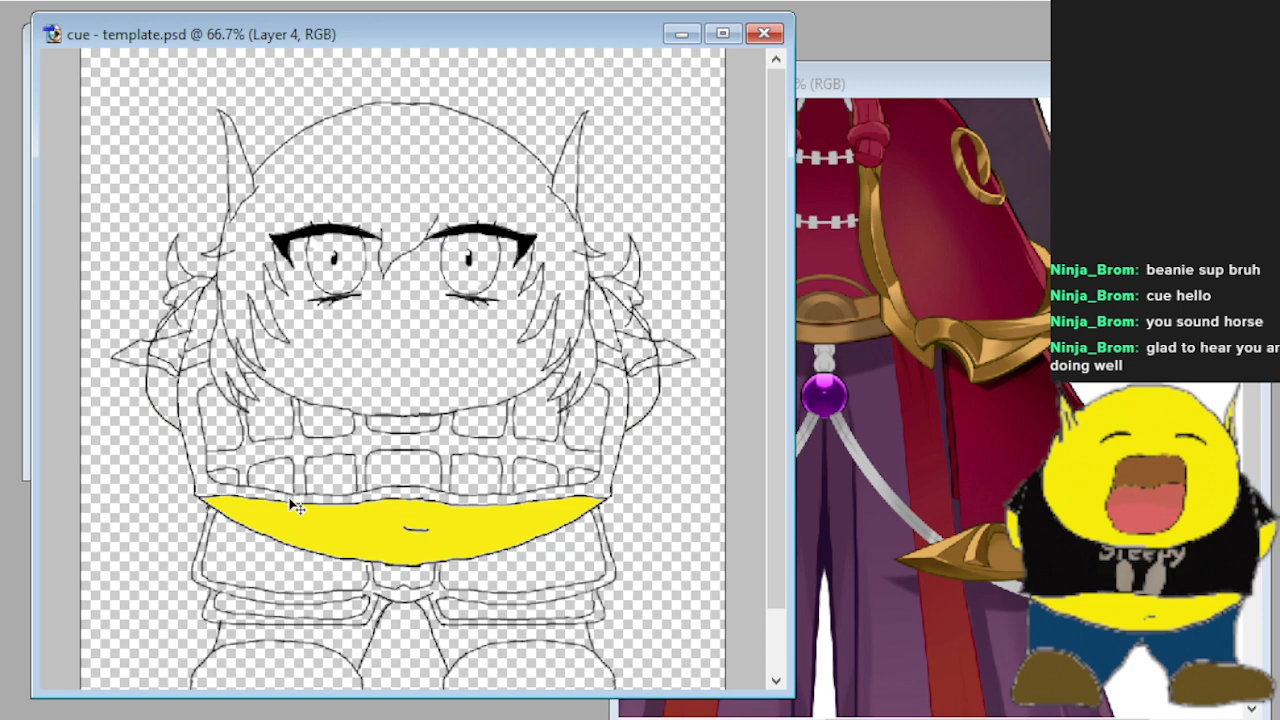 cue - template.psd @ 66.7% (Layer 4, RGB)
% (RGB)
Ninja_Brom: beanie sup bruh
Ninja_Brom: cue hello
Ninja_Brom: you sound horse
Ninja_Brom: glad to hear you ar
doing well
Sleepy